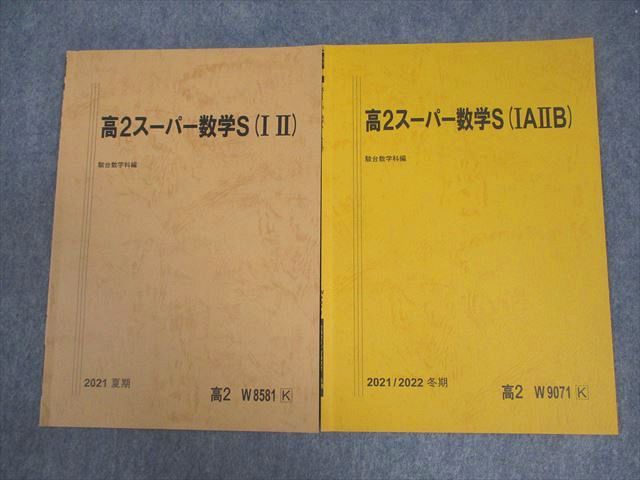 高2スーパー数学S(ⅠⅡ)
駿台数学科編
2021 夏期
高2 W8581 K
高2スーパー数学S(ⅠAⅡB)
駿台数学科編
2021/2022 冬期
高2 W9071 K